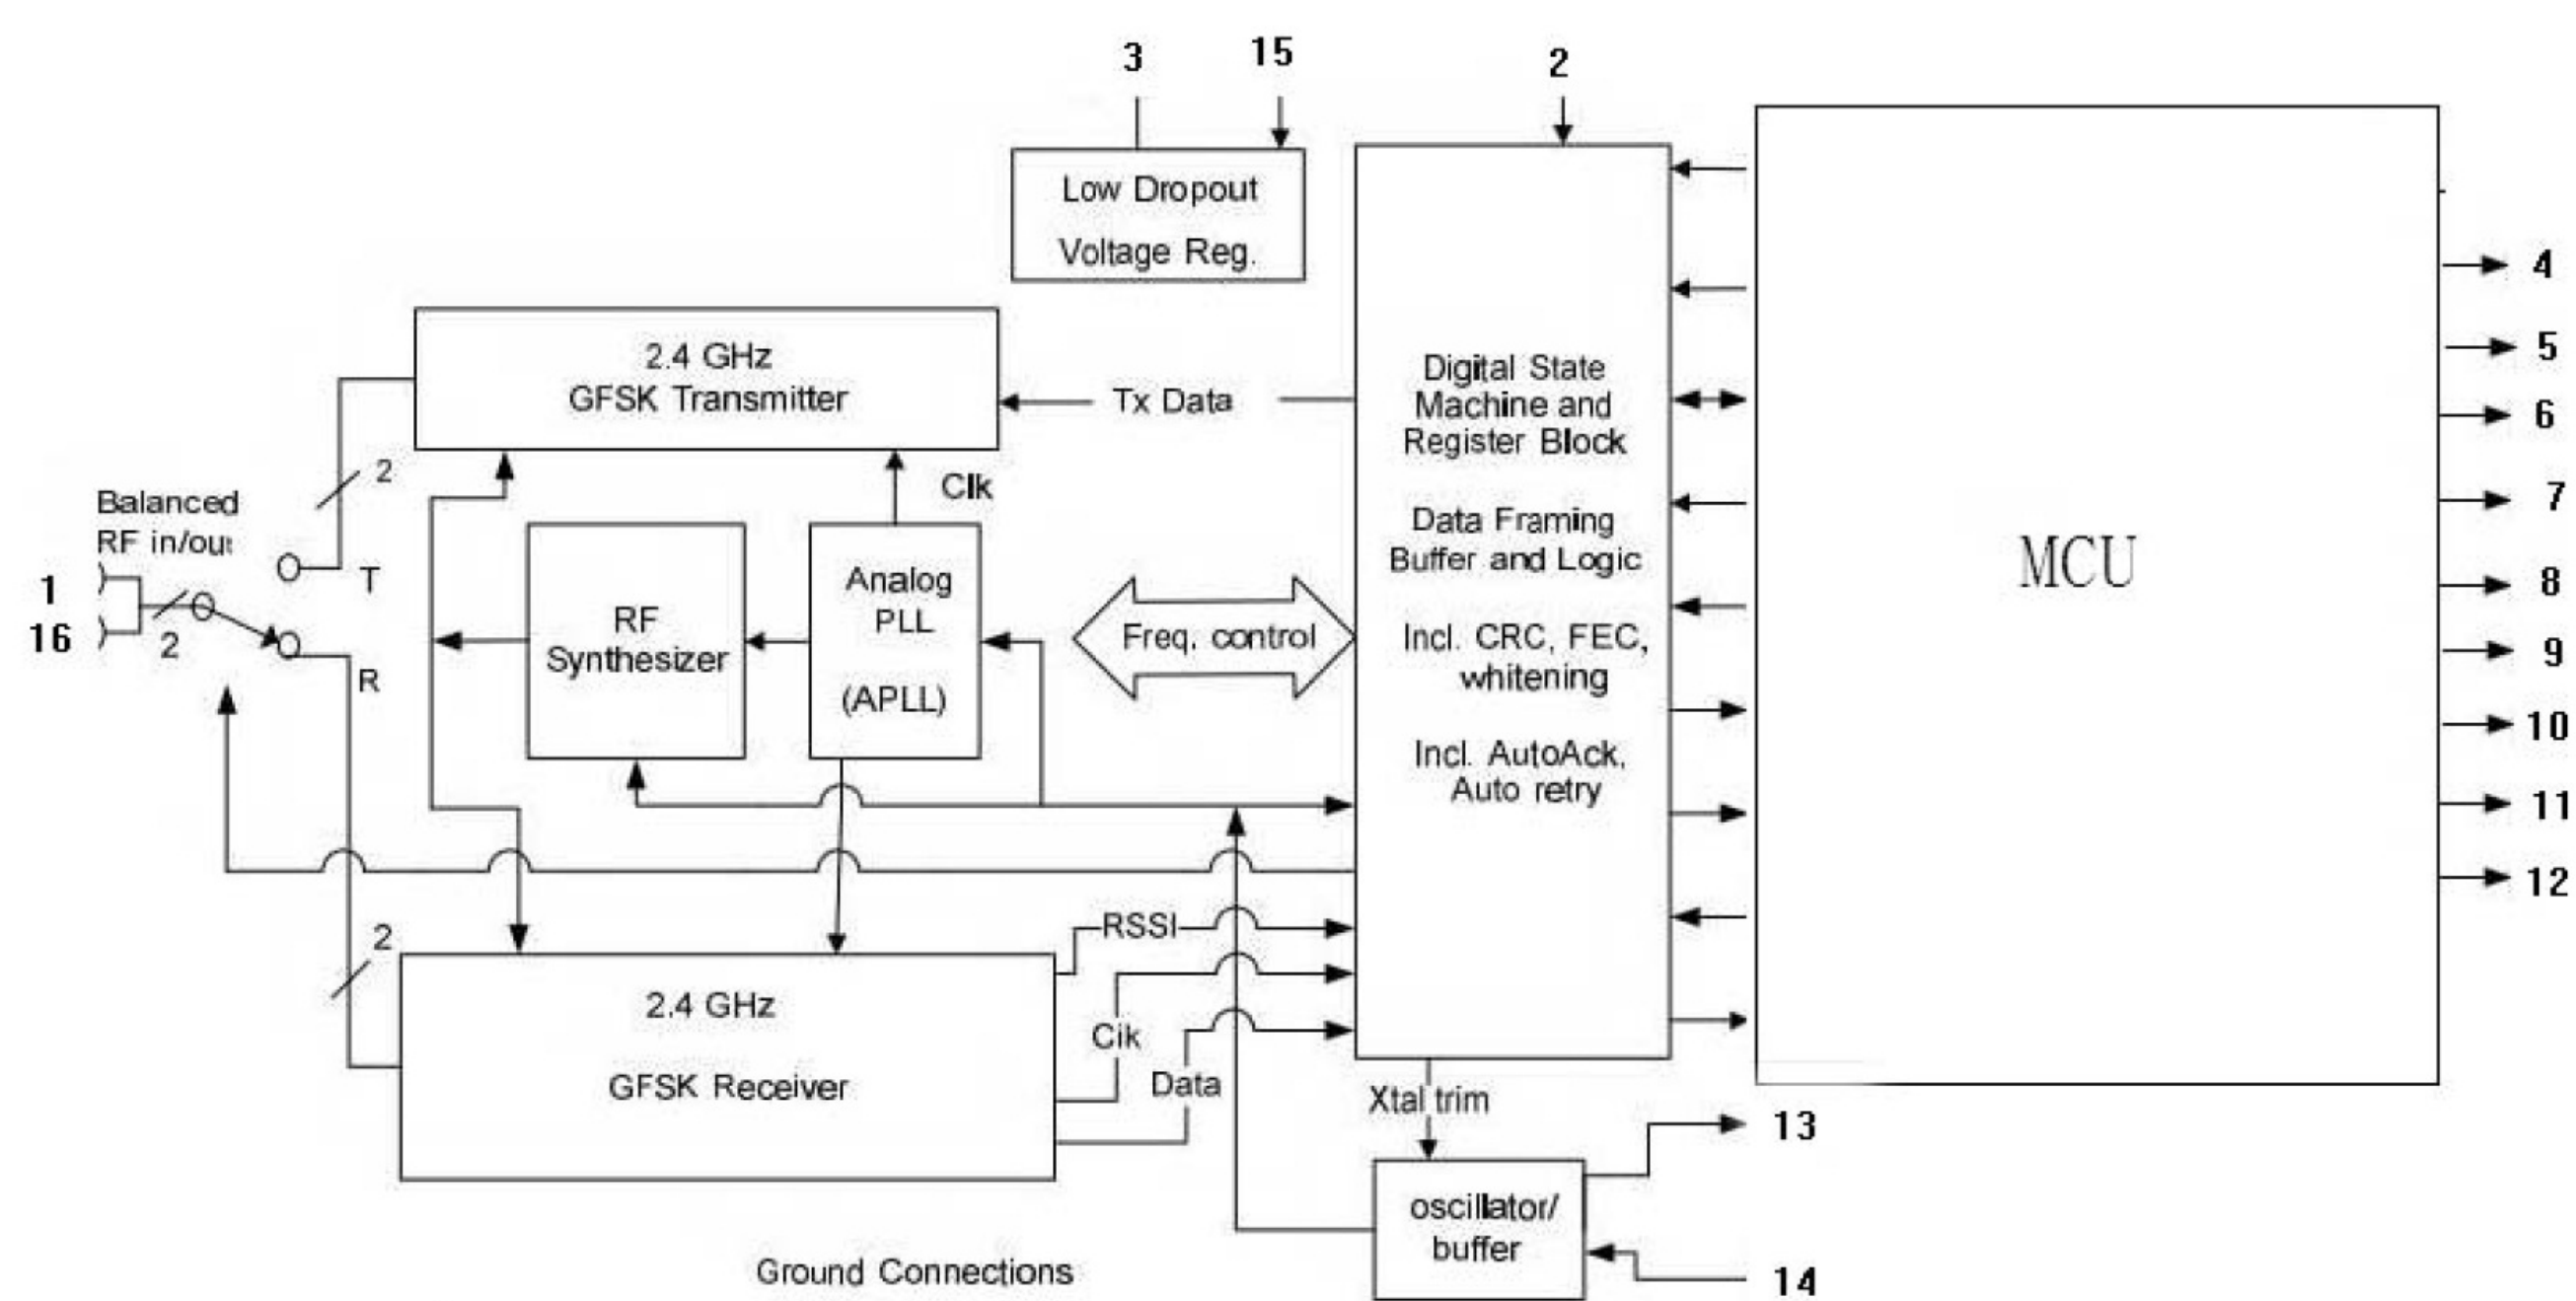 3
15
2
Low Dropout
Voltage Reg.
2.4 GHz
GFSK Transmitter
Tx Data
Clk
2
Balanced
RF in/out
1
16
2
T
R
RF
Synthesizer
Analog
PLL
(APLL)
Freq. control
Digital State
Machine and
Register Block
Data Framing
Buffer and Logic
Incl. CRC, FEC,
whitening
Incl. AutoAck,
Auto retry
MCU
4
5
6
7
8
9
10
11
12
2
2.4 GHz
GFSK Receiver
RSSI
Cik
Data
Xtal trim
oscillator/
buffer
13
14
Ground Connections